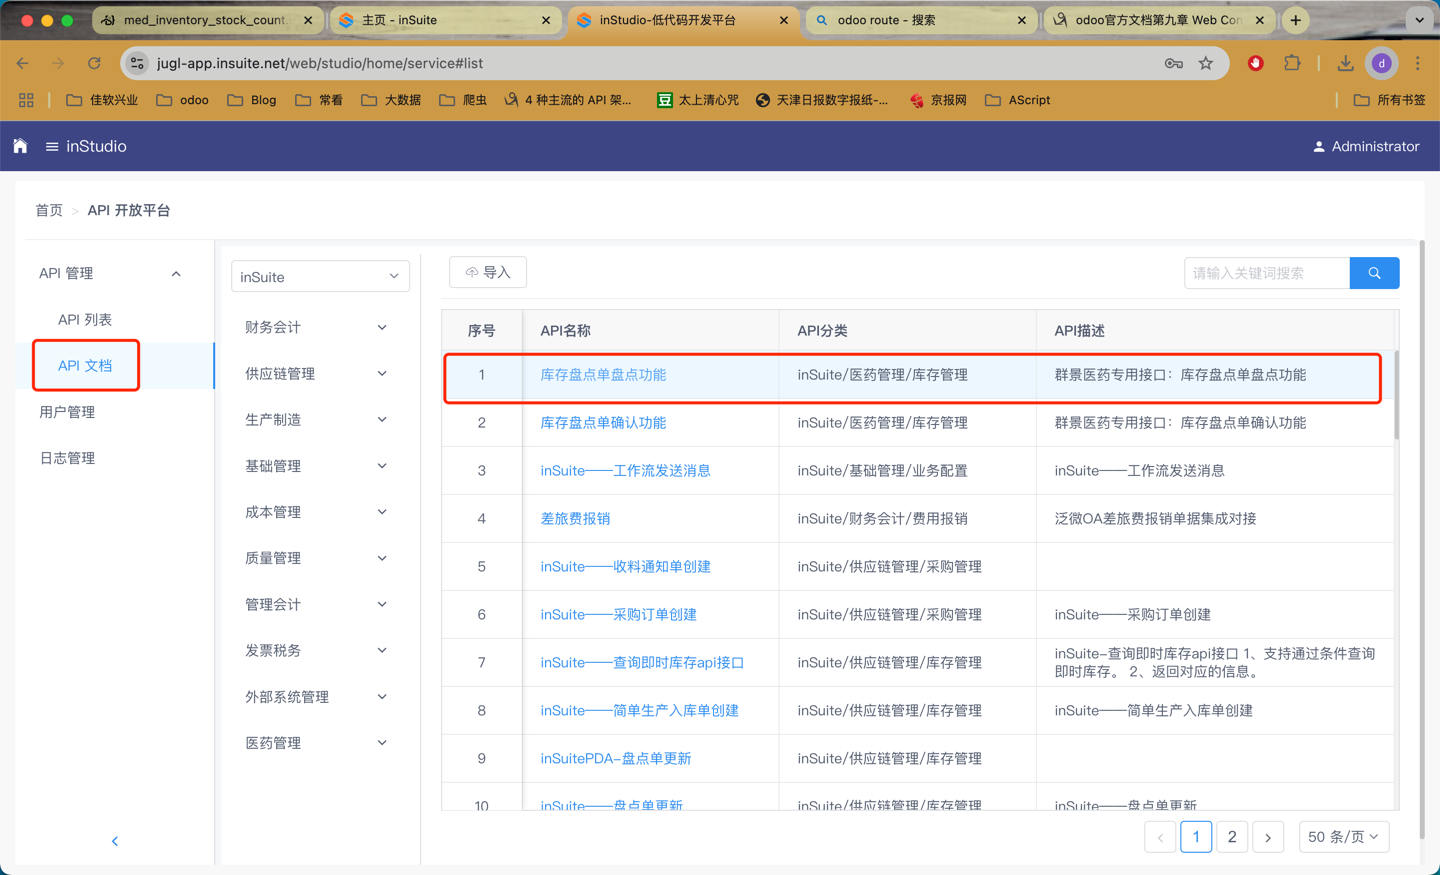 med_inventory_stock_count.
主页 - inSuite
inStudio-低代码开发平台
odoo route - 搜索
odoo官方文档第九章 Web Con
jugl-app.insuite.net/web/studio/home/service#list
d
佳软兴业
odoo
Blog
常看
大数据
爬虫
4 种主流的 API 架...
豆
太上清心咒
天津日报数字报纸-...
京报网
AScript
所有书签
inStudio
Administrator
首页 > API 开放平台
API 管理
API 列表
API 文档
用户管理
日志管理
inSuite
财务会计
供应链管理
生产制造
基础管理
成本管理
质量管理
管理会计
发票税务
外部系统管理
医药管理
导入
请输入关键词搜索
序号 API名称 API分类 API描述
1 库存盘点单盘点功能 inSuite/医药管理/库存管理 群景医药专用接口：库存盘点单盘点功能
2 库存盘点单确认功能 inSuite/医药管理/库存管理 群景医药专用接口：库存盘点单确认功能
3 inSuite——工作流发送消息 inSuite/基础管理/业务配置 inSuite——工作流发送消息
4 差旅费报销 inSuite/财务会计/费用报销 泛微OA差旅费报销单据集成对接
5 inSuite——收料通知单创建 inSuite/供应链管理/采购管理
6 inSuite——采购订单创建 inSuite/供应链管理/采购管理 inSuite——采购订单创建
7 inSuite——查询即时库存api接口 inSuite/供应链管理/库存管理 inSuite-查询即时库存api接口 1、支持通过条件查询
即时库存。 2、返回对应的信息。
8 inSuite——简单生产入库单创建 inSuite/供应链管理/库存管理 inSuite——简单生产入库单创建
9 inSuitePDA-盘点单更新 inSuite/供应链管理/库存管理
10 inSuite——盘点单更新 inSuite/供应链管理/库存管理 inSuite——盘点单更新
1 2 50 条/页